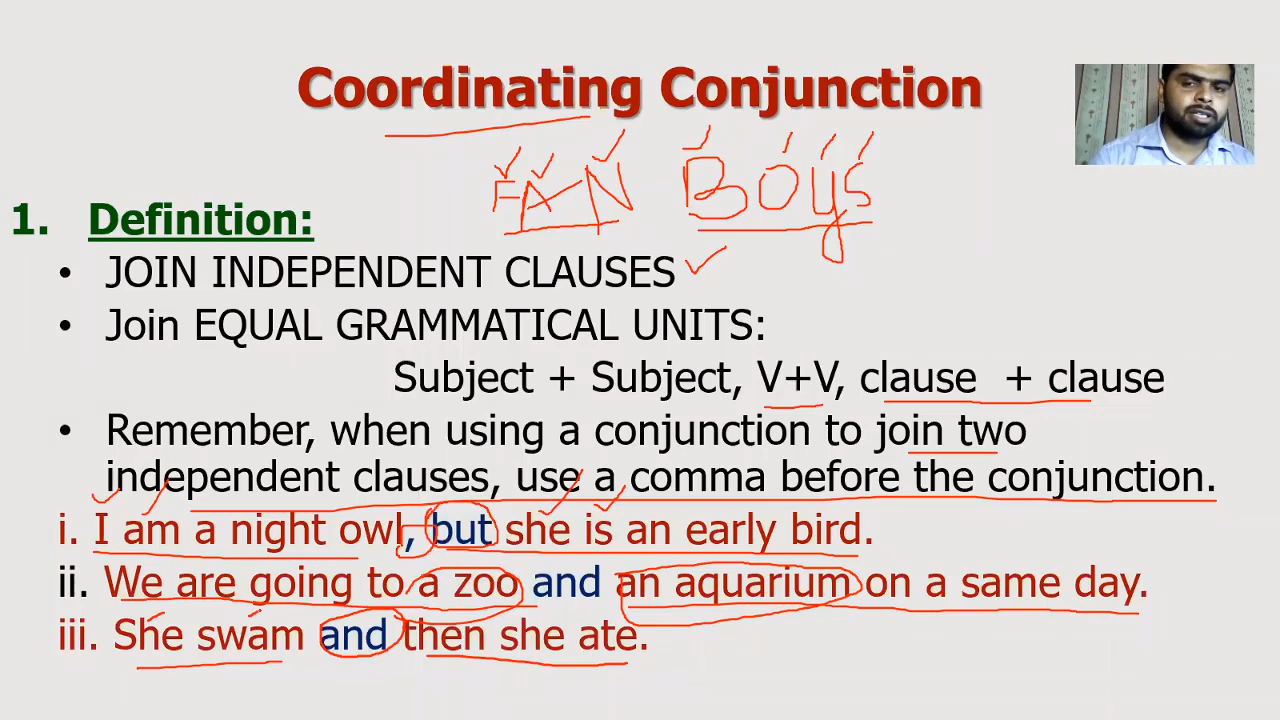 Coordinating Conjunction
FAN Boys
1. Definition:
• JOIN INDEPENDENT CLAUSES
• Join EQUAL GRAMMATICAL UNITS:
Subject + Subject, V+V, clause + clause
• Remember, when using a conjunction to join two
independent clauses, use a comma before the conjunction.
i. I am a night owl, but she is an early bird.
ii. We are going to a zoo and an aquarium on a same day.
iii. She swam and then she ate.